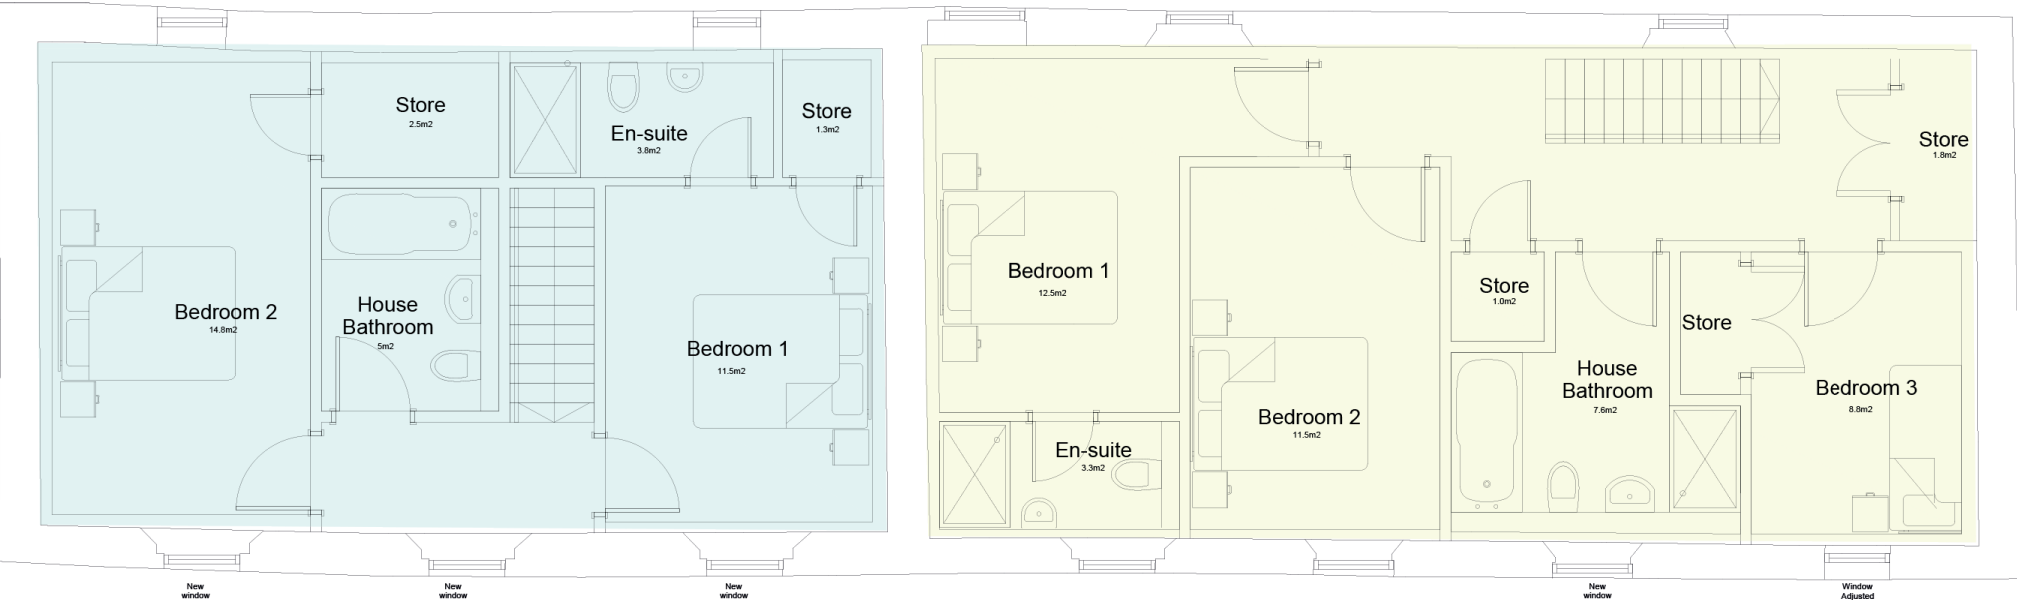 Store
2.5m2
En-suite
3.8m2
Store
1.3m2
Bedroom 2
14.8m2
House
Bathroom
5m2
Bedroom 1
11.5m2
New
window
New
window
New
window
Store
1.8m2
Bedroom 1
12.5m2
Store
1.0m2
Store
House
Bathroom
7.6m2
Bedroom 3
8.8m2
Bedroom 2
11.5m2
En-suite
3.3m2
New
window
Window
Adjusted